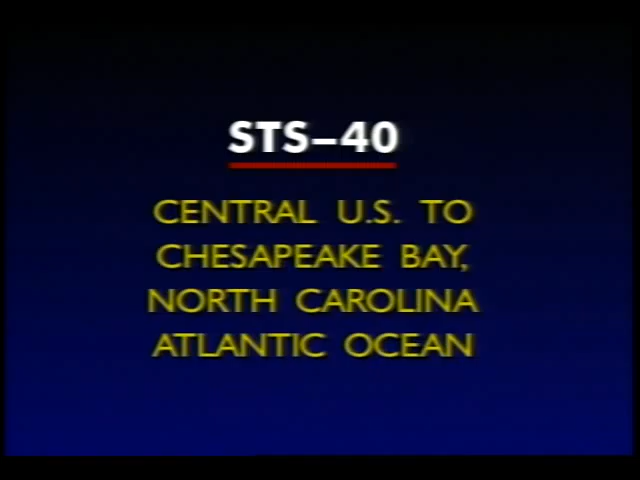 STS-40
CENTRAL U.S. TO
CHESAPEAKE BAY,
NORTH CAROLINA
ATLANTIC OCEAN